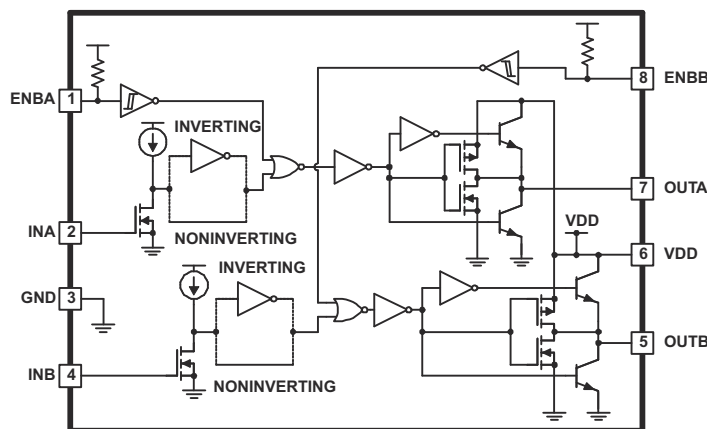 ENBA 1
8 ENBB
INVERTING
7 OUTA
INA 2
VDD
NONINVERTING
6 VDD
INVERTING
GND 3
5 OUTB
INB 4
NONINVERTING